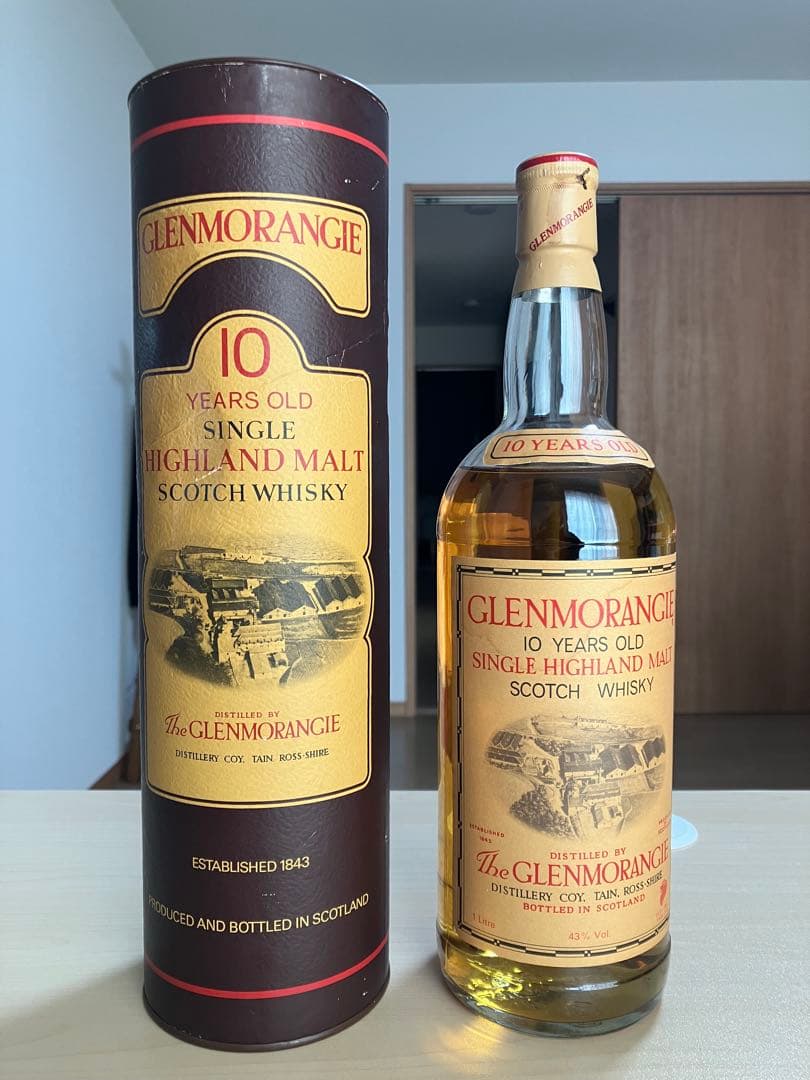 GLENMORANGIE
10
YEARS OLD
SINGLE
HIGHLAND MALT
SCOTCH WHISKY
DISTILLED BY
The GLENMORANGIE
DISTILLERY COY, TAIN, ROSS-SHIRE
ESTABLISHED 1843
PRODUCED AND BOTTLED IN SCOTLAND
GLENMORANGIE
10 YEARS OLD
GLENMORANGIE
10 YEARS OLD
SINGLE HIGHLAND MALT
SCOTCH WHISKY
ESTABLISHED
1843
DISTILLED BY
The GLENMORANGIE
DISTILLERY COY, TAIN, ROSS-SHIRE
BOTTLED IN SCOTLAND
1 Litre
43% Vol.